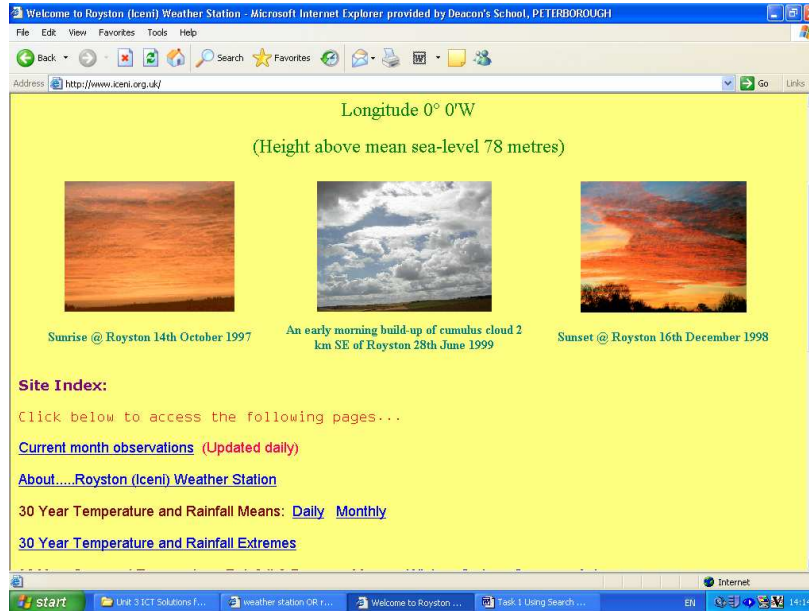 Welcome to Royston (Iceni) Weather Station - Microsoft Internet Explorer provided by Deacon's School, PETERBOROUGH
File Edit View Favorites Tools Help
Back Search Favorites
Address http://www.iceni.org.uk/ Go Links
Longitude 0° 0'W
(Height above mean sea-level 78 metres)
Sunrise @ Royston 14th October 1997
An early morning build-up of cumulus cloud 2
km SE of Royston 28th June 1999
Sunset @ Royston 16th December 1998
Site Index:
Click below to access the following pages...
Current month observations (Updated daily)
About.....Royston (Iceni) Weather Station
30 Year Temperature and Rainfall Means: Daily Monthly
30 Year Temperature and Rainfall Extremes
Internet
start Unit 3 ICT Solutions f... weather station OR r... Welcome to Royston ... Task 1 Using Search ... EN